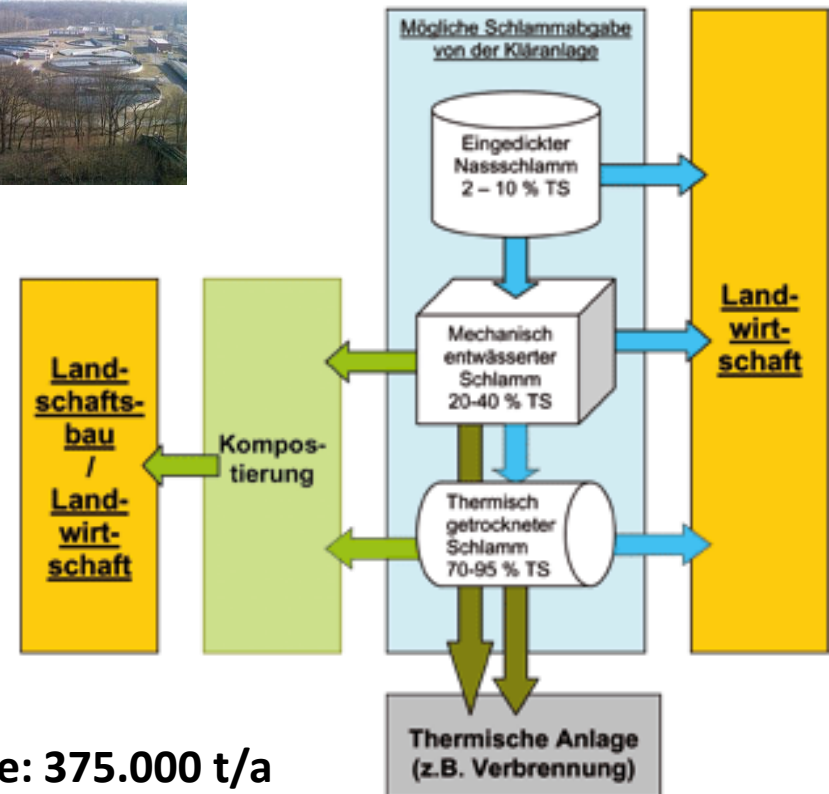 Mögliche Schlammabgabe
von der Kläranlage
Eingedickter
Nassschlamm
2 – 10 % TS
Mechanisch
entwässerter
Schlamm
20-40 % TS
Thermisch
getrockneter
Schlamm
70-95 % TS
Land-
wirt-
schaft
Kompos-
tierung
Land-
schafts-
bau
/
Land-
wirt-
schaft
Thermische Anlage
(z.B. Verbrennung)
e: 375.000 t/a